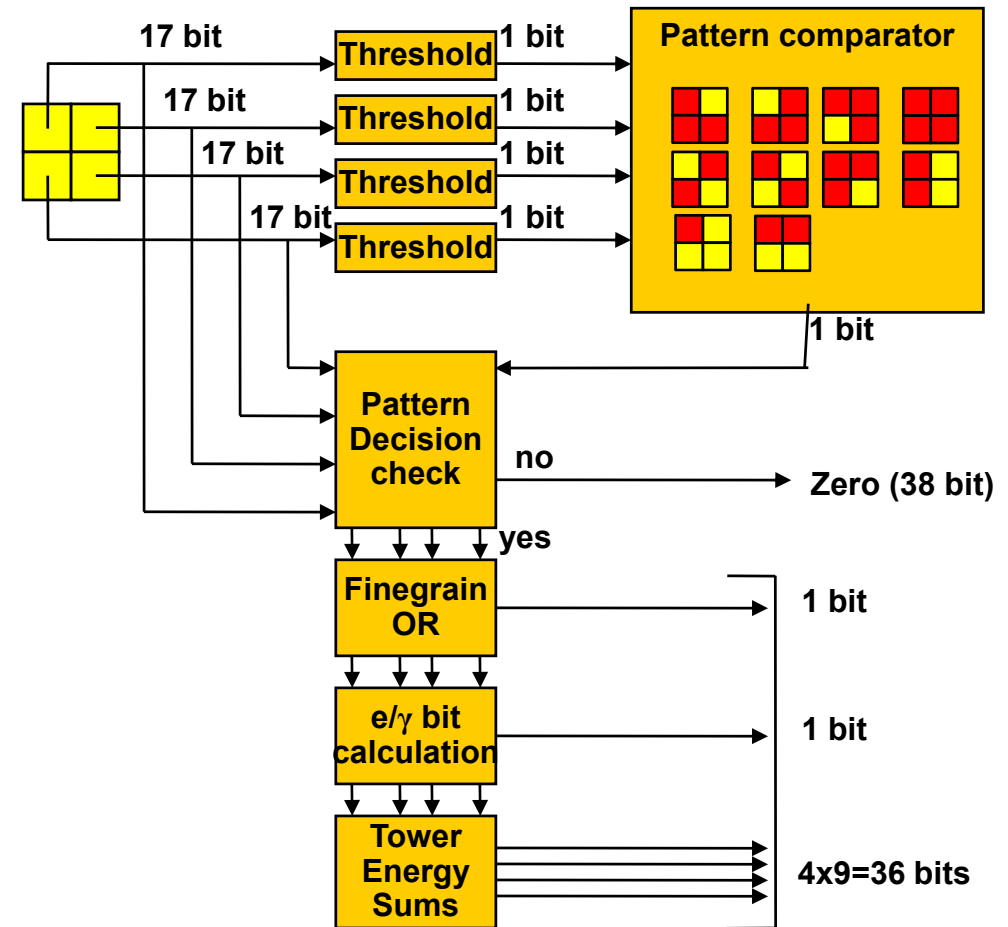 17 bit
Threshold
1 bit
Pattern comparator
17 bit
Threshold
1 bit
17 bit
Threshold
1 bit
17 bit
Threshold
1 bit
1 bit
Pattern
Decision
check
no
Zero (38 bit)
yes
Finegrain
OR
1 bit
e/γ bit
calculation
1 bit
Tower
Energy
Sums
4x9=36 bits